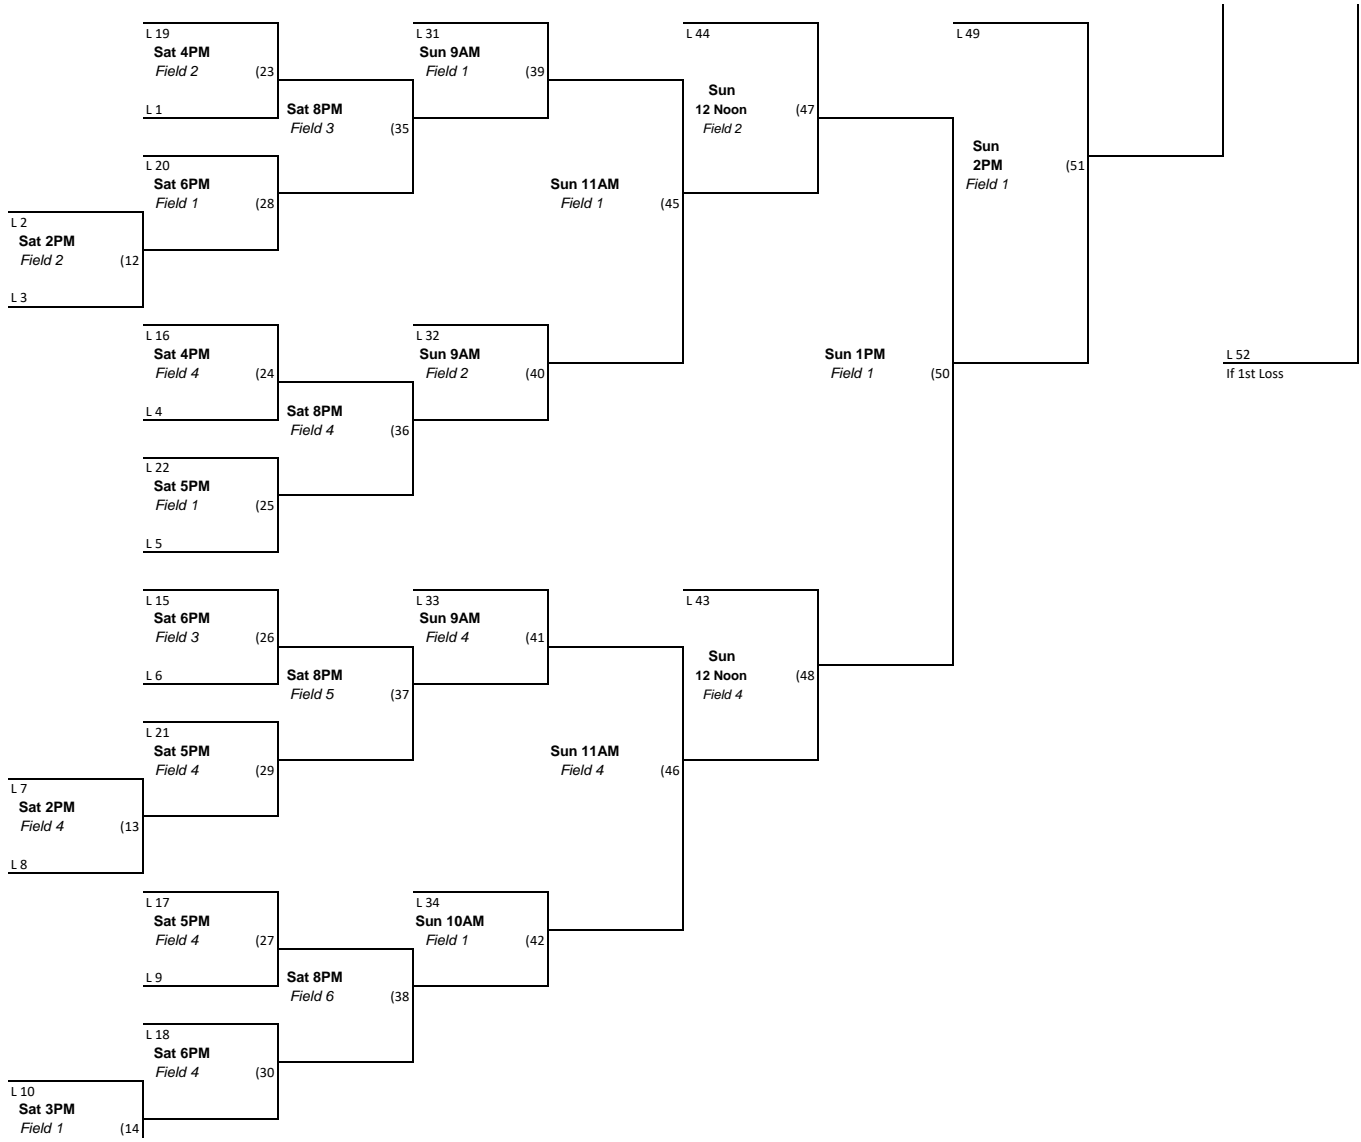 L 19
Sat 4PM
Field 2
(23
L 1
L 31
Sun 9AM
Field 1
(39
L 44
L 49
Sat 8PM
Field 3
(35
Sun
12 Noon
Field 2
(47
L 20
Sat 6PM
Field 1
(28
Sun
2PM
Field 1
(51
Sun 11AM
Field 1
(45
L 2
Sat 2PM
Field 2
(12
L 3
L 16
Sat 4PM
Field 4
(24
L 4
L 32
Sun 9AM
Field 2
(40
Sun 1PM
Field 1
(50
L 52
If 1st Loss
Sat 8PM
Field 4
(36
L 22
Sat 5PM
Field 1
(25
L 5
L 15
Sat 6PM
Field 3
(26
L 6
L 33
Sun 9AM
Field 4
(41
L 43
Sun
12 Noon
Field 4
(48
Sat 8PM
Field 5
(37
L 21
Sat 5PM
Field 4
(29
Sun 11AM
Field 4
(46
L 7
Sat 2PM
Field 4
(13
L 8
L 17
Sat 5PM
Field 4
(27
L 9
L 34
Sun 10AM
Field 1
(42
Sat 8PM
Field 6
(38
L 18
Sat 6PM
Field 4
(30
L 10
Sat 3PM
Field 1
(14